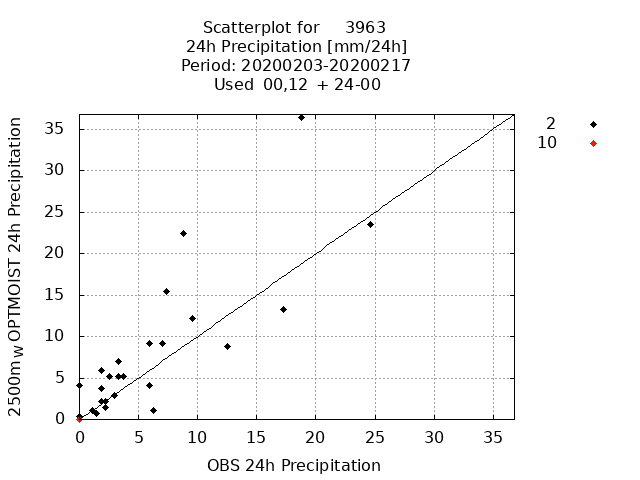 Scatterplot for 3963
24h Precipitation [mm/24h]
Period: 20200203-20200217
Used 00,12 + 24-00
2500m_W OPTMOIST 24h Precipitation
35
30
25
20
15
10
5
0
0 5 10 15 20 25 30 35
OBS 24h Precipitation
2
10